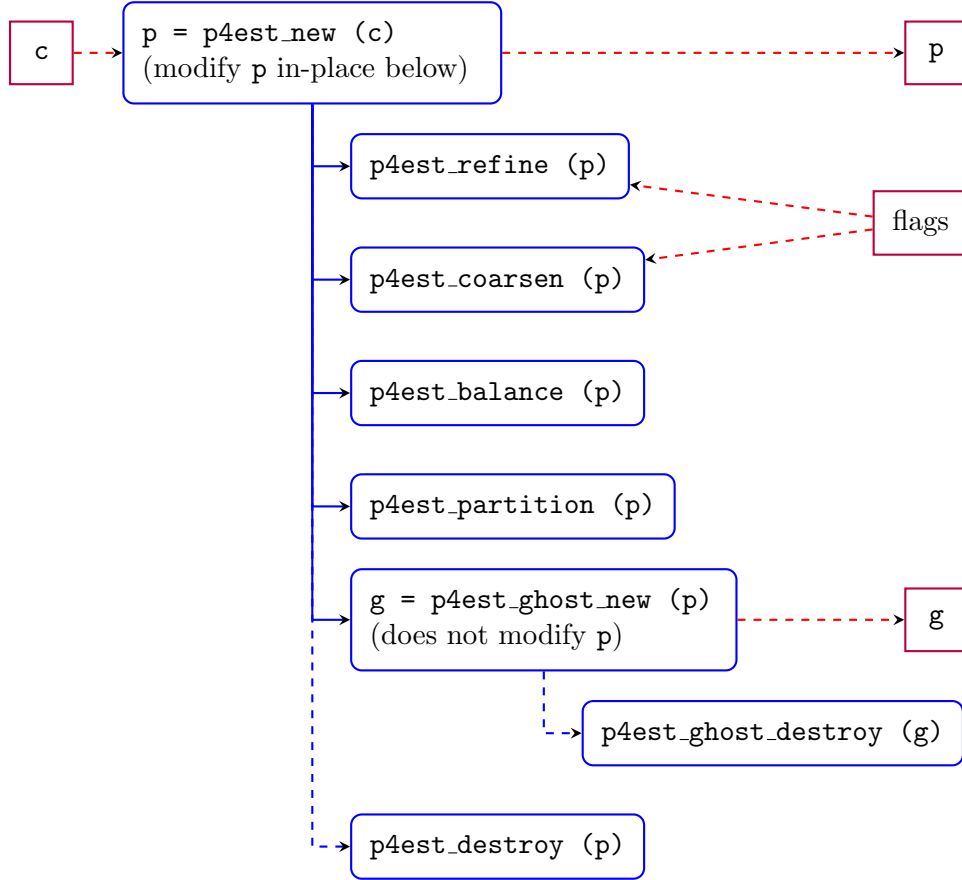 c
p = p4est_new (c)
(modify p in-place below)
p
p4est_refine (p)
flags
p4est_coarsen (p)
p4est_balance (p)
p4est_partition (p)
g = p4est_ghost_new (p)
(does not modify p)
g
p4est_ghost_destroy (g)
p4est_destroy (p)